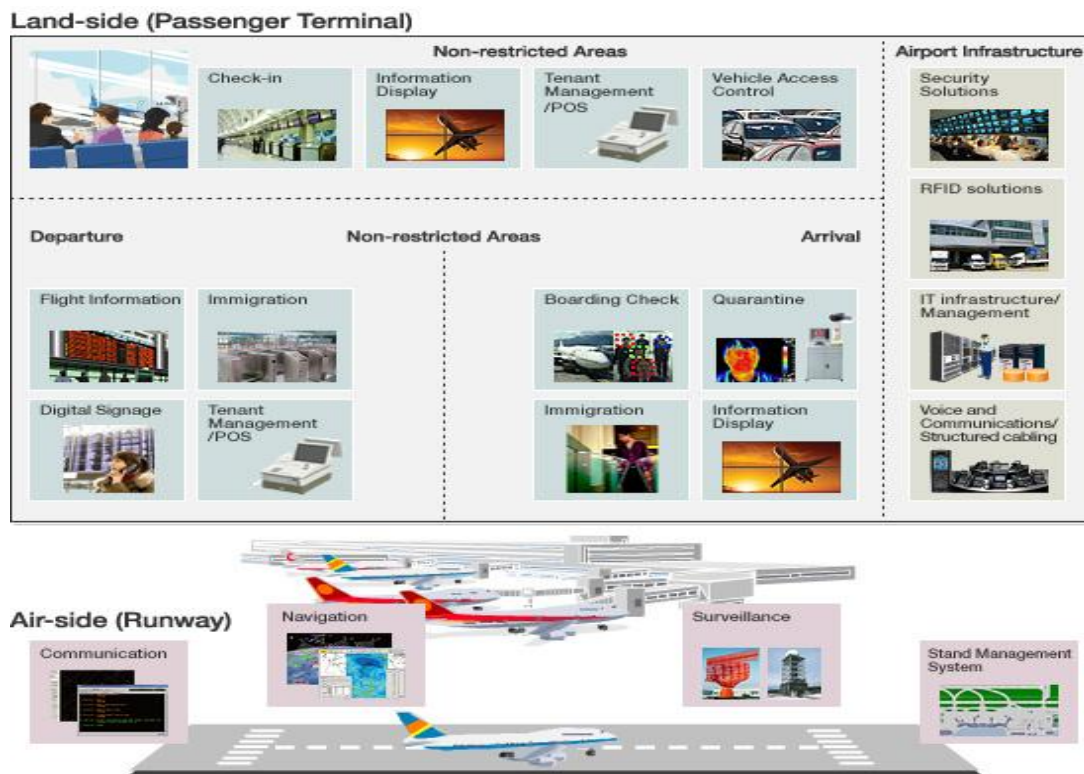 Land-side (Passenger Terminal)
Non-restricted Areas
Airport Infrastructure
Check-in
Information
Display
Tenant
Management
/POS
Vehicle Access
Control
Security
Solutions
RFID solutions
Departure
Non-restricted Areas
Arrival
Flight Information
Immigration
Boarding Check
Quarantine
IT infrastructure/
Management
Digital Signage
Tenant
Management
/POS
Immigration
Information
Display
Voice and
Communications/
Structured cabling
Air-side (Runway)
Communication
Navigation
Surveillance
Stand Management
System